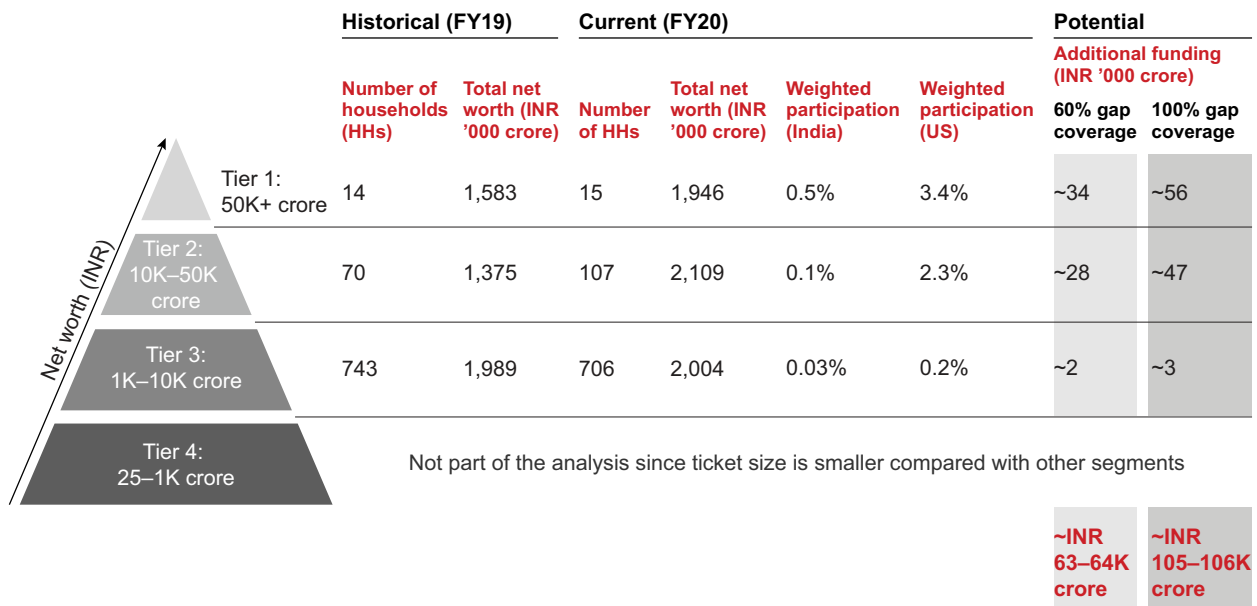 Historical (FY19)
Current (FY20)
Potential
Additional funding
(INR ’000 crore)
Number of
households
(HHs)
Total net
worth (INR
’000 crore)
Number
of HHs
Total net
worth (INR
’000 crore)
Weighted
participation
(India)
Weighted
participation
(US)
60% gap
coverage
100% gap
coverage
Net worth (INR)
Tier 1:
50K+ crore
14
1,583
15
1,946
0.5%
3.4%
~34
~56
Tier 2:
10K–50K
crore
70
1,375
107
2,109
0.1%
2.3%
~28
~47
Tier 3:
1K–10K crore
743
1,989
706
2,004
0.03%
0.2%
~2
~3
Tier 4:
25–1K crore
Not part of the analysis since ticket size is smaller compared with other segments
~INR
63–64K
crore
~INR
105–106K
crore